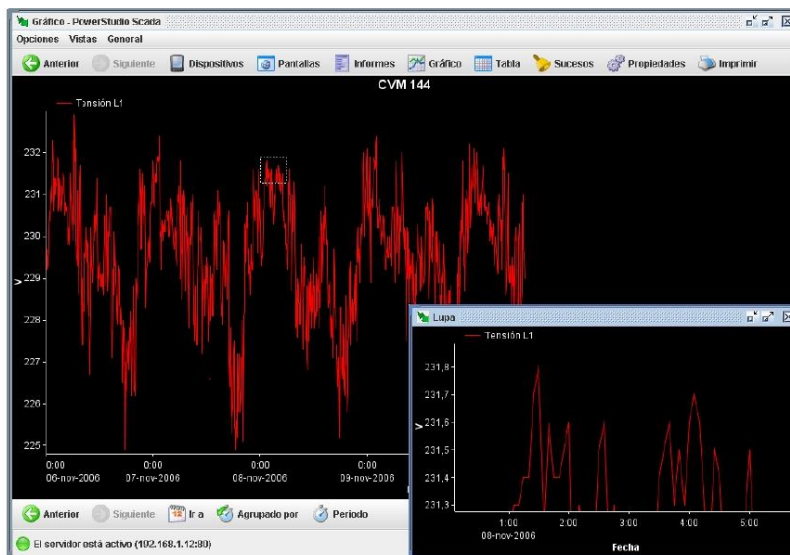 Gráfico - PowerStudio Scada
Opciones Vistas General
Anterior Siguiente Dispositivos Pantallas Informes Gráfico Tabla Sucesos Propiedades Imprimir
CVM 144
Tensión L1
232
231
230
V
229
228
227
226
225
0:00 0:00 0:00 0:00
06-nov-2006 07-nov-2006 08-nov-2006 09-nov-2006
Lupa
Tensión L1
231,8
231,7
231,6
V
231,5
231,4
231,3
1:00 2:00 3:00 4:00 5:00
08-nov-2006
Fecha
Anterior Siguiente 12 Ir a Agrupado por Periodo
El servidor está activo (192.168.1.12:80)